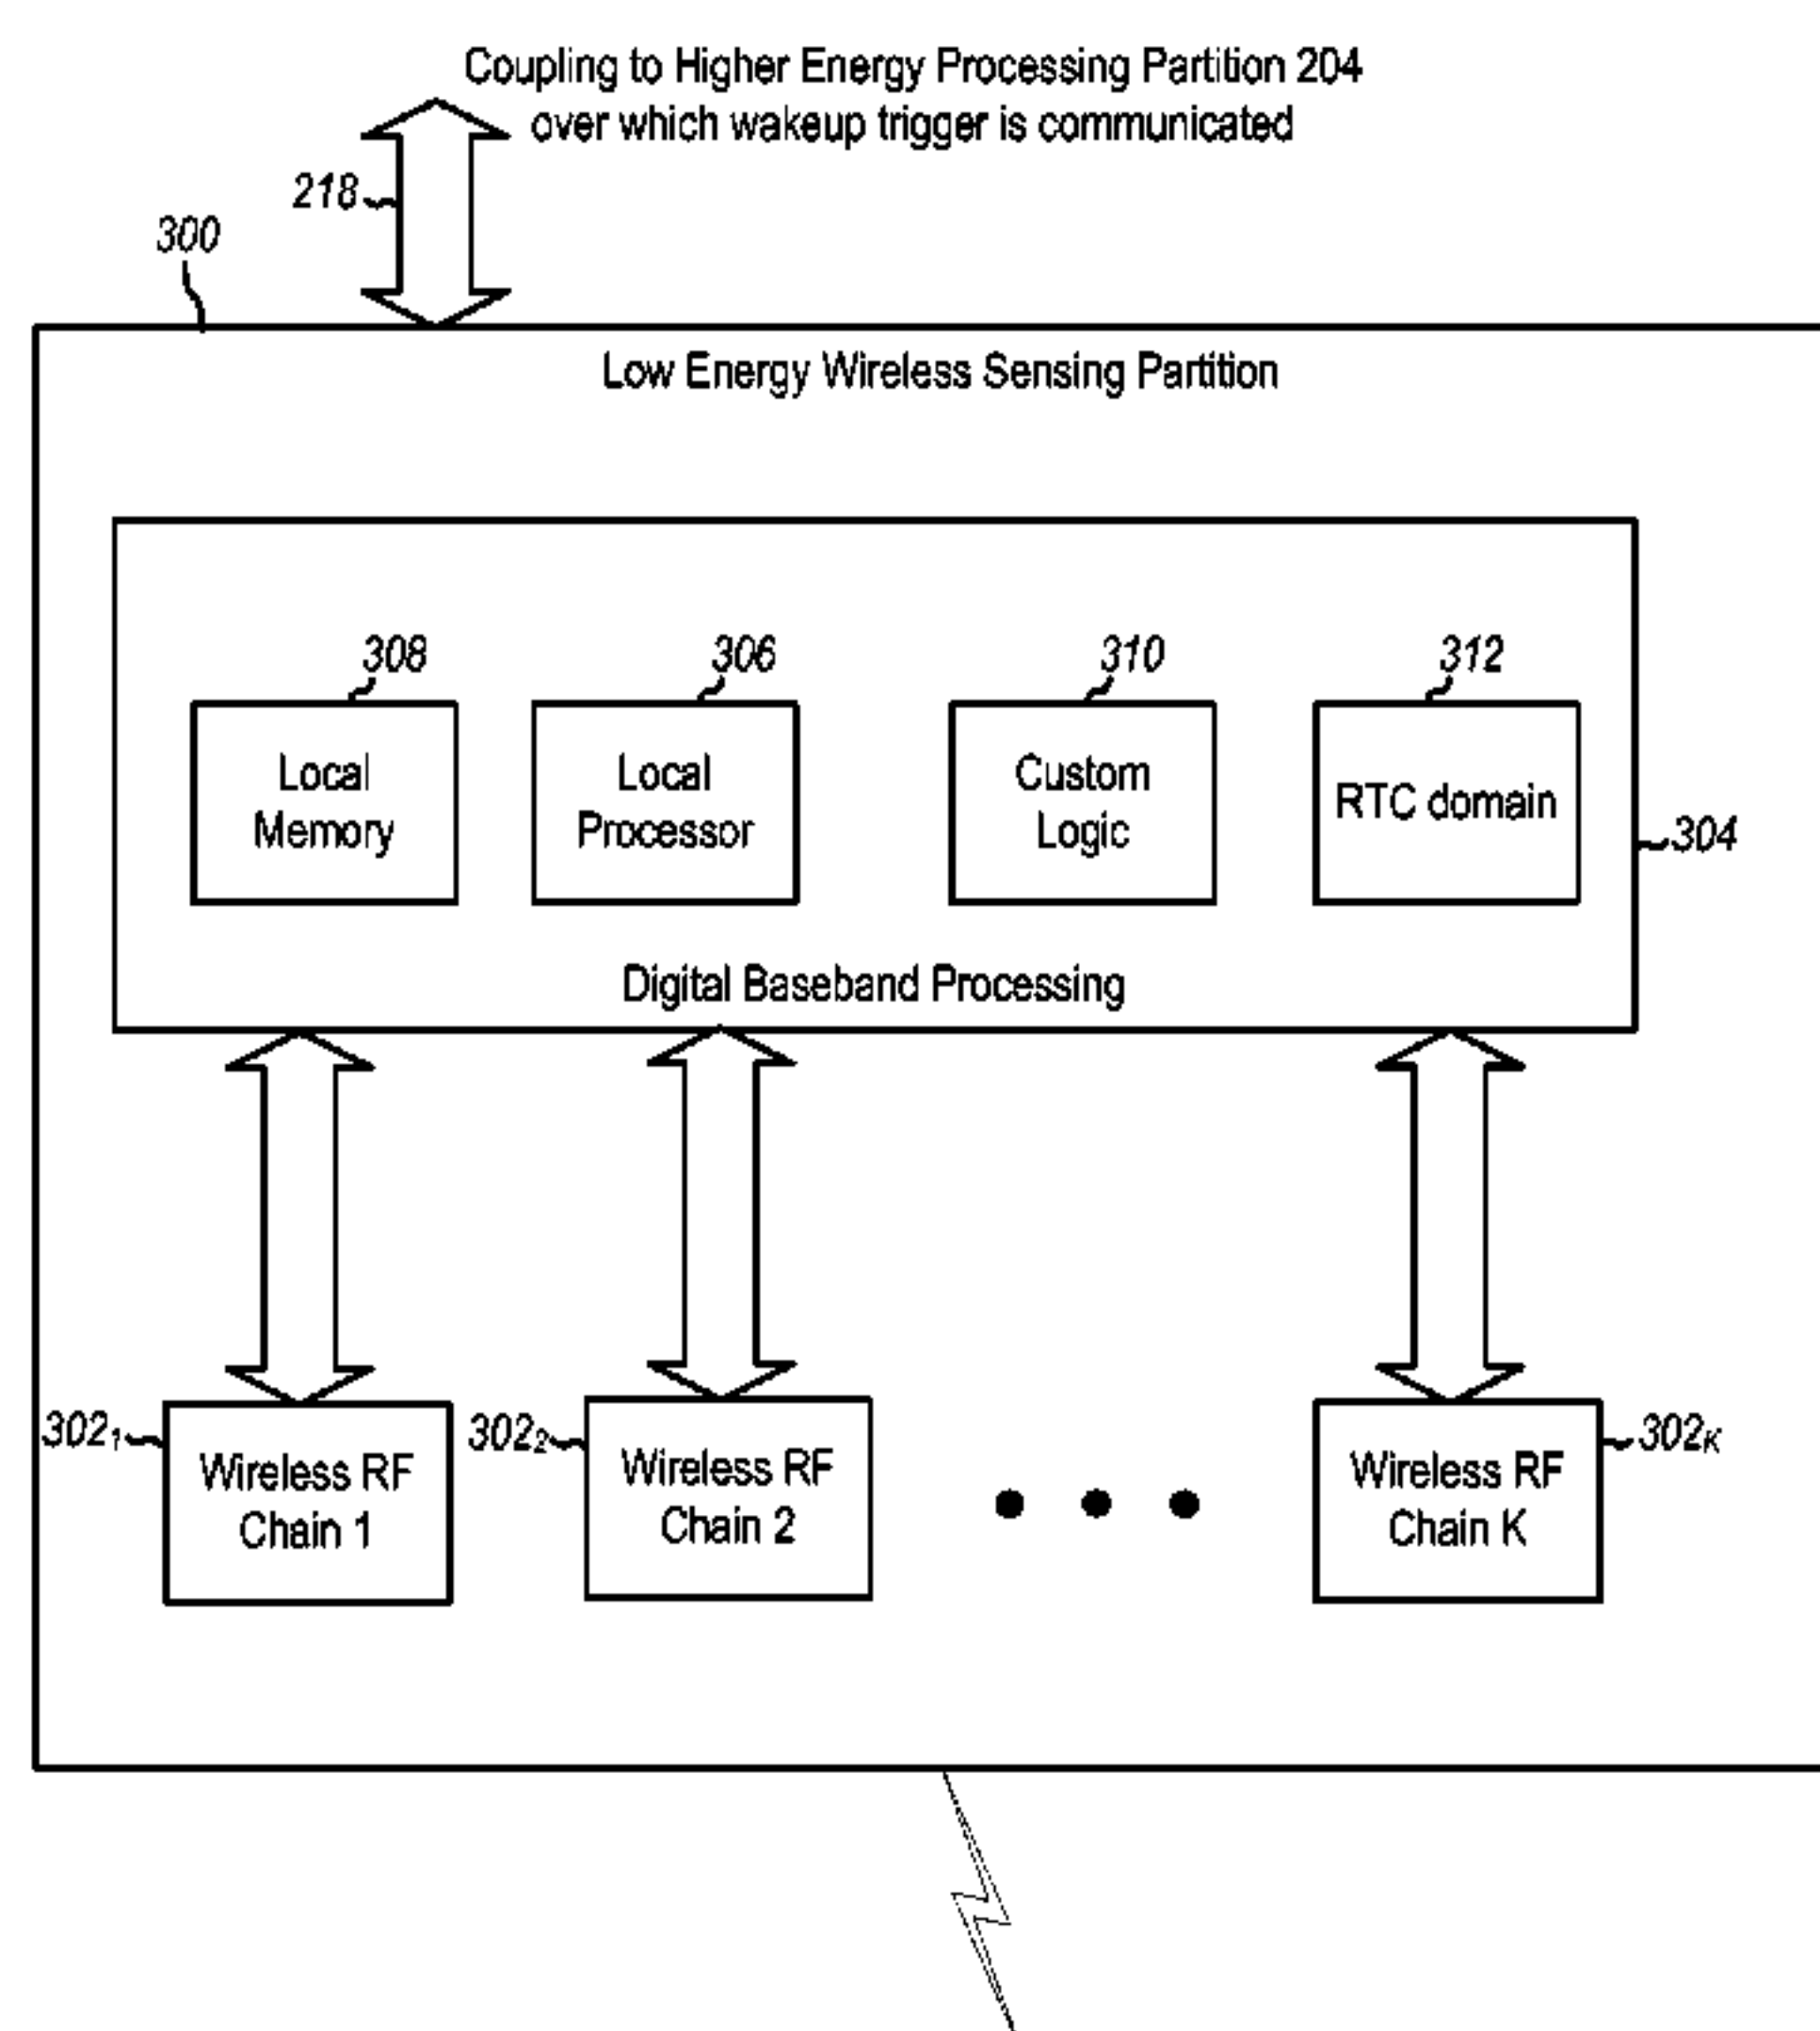 Coupling to Higher Energy Processing Partition 204
over which wakeup trigger is communicated
218
300
Low Energy Wireless Sensing Partition
308
306
310
312
Local
Memory
Local
Processor
Custom
Logic
RTC domain
304
Digital Baseband Processing
302₁
Wireless RF
Chain 1
302₂
Wireless RF
Chain 2
302ₖ
Wireless RF
Chain K